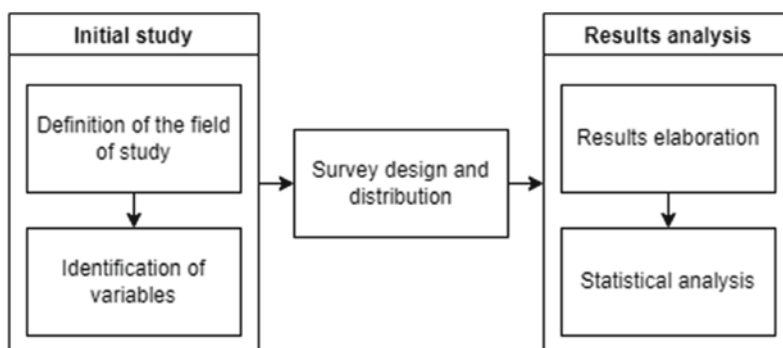 Initial study
Definition of the field
of study
Identification of
variables
Survey design and
distribution
Results analysis
Results elaboration
Statistical analysis